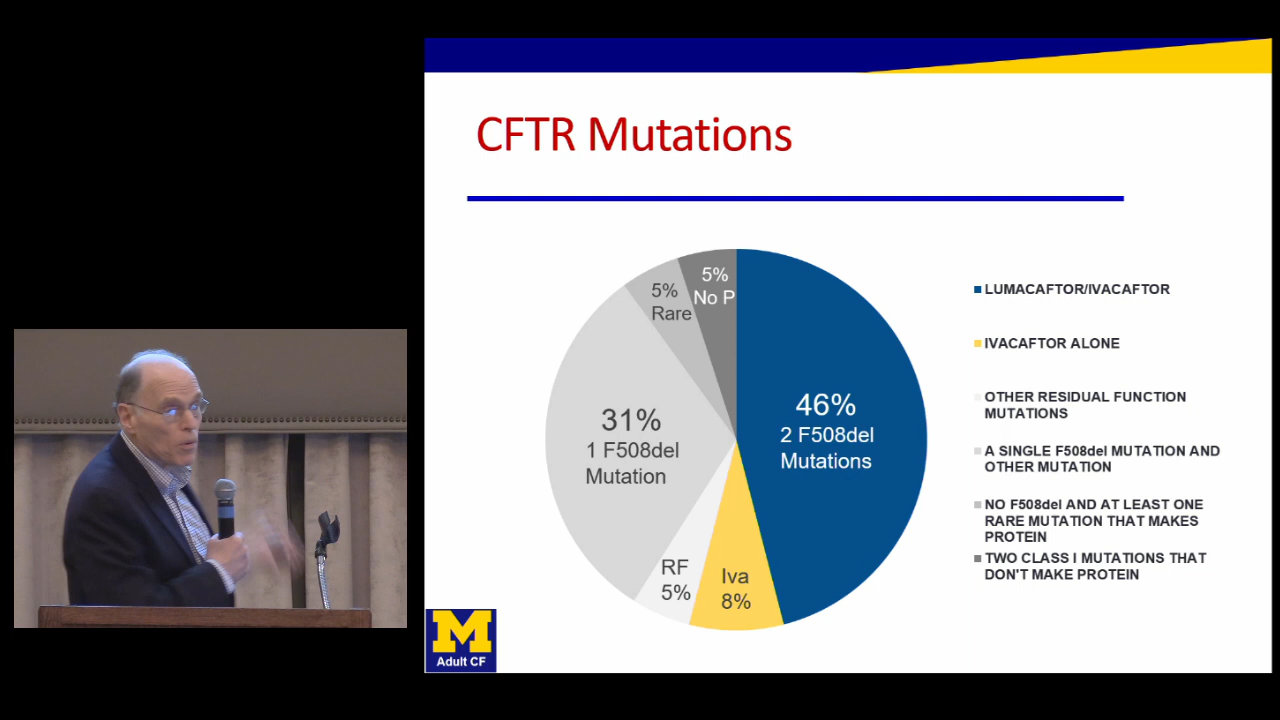 CFTR Mutations
5%
No P
5%
Rare
46%
2 F508del
Mutations
31%
1 F508del
Mutation
RF
5%
Iva
8%
LUMACAFTOR/IVACAFTOR
IVACAFTOR ALONE
OTHER RESIDUAL FUNCTION
MUTATIONS
A SINGLE F508del MUTATION AND
OTHER MUTATION
NO F508del AND AT LEAST ONE
RARE MUTATION THAT MAKES
PROTEIN
TWO CLASS I MUTATIONS THAT
DON'T MAKE PROTEIN
M
Adult CF